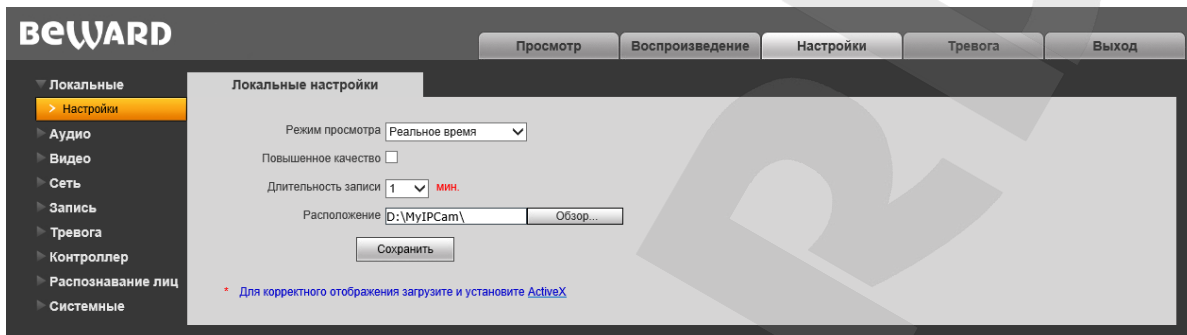 BEWARD
Просмотр Воспроизведение Настройки Тревога Выход
Локальные
> Настройки
Аудио
Видео
Сеть
Запись
Тревога
Контроллер
Распознавание лиц
Системные
Локальные настройки
Режим просмотра Реальное время
Повышенное качество
Длительность записи 1 мин.
Расположение D:\MyIPCam\ Обзор...
Сохранить
* Для корректного отображения загрузите и установите ActiveX